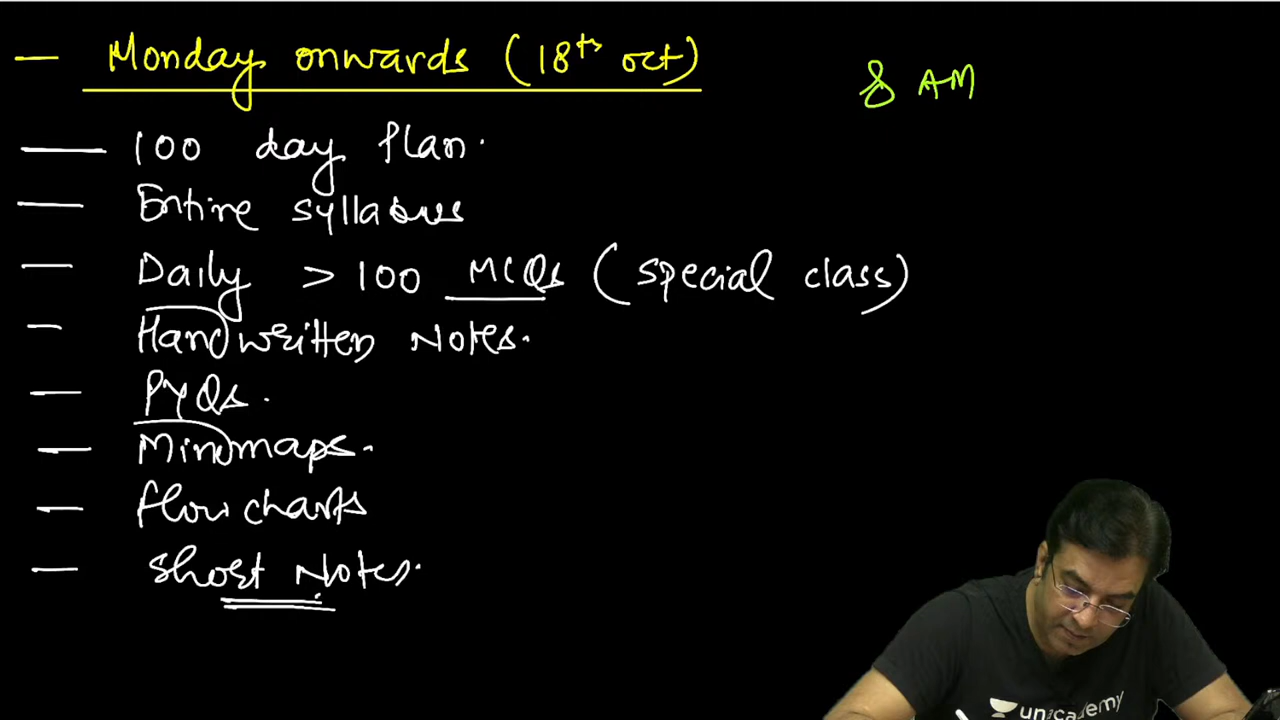 — Monday onwards (18th oct)
8 AM
— 100 day Plan.
— Entire syllabus
— Daily > 100 MCQs (special class)
- Handwritten Notes.
— PYQs.
— Mindmaps.
— flowcharts
— Short Notes.
unacademy